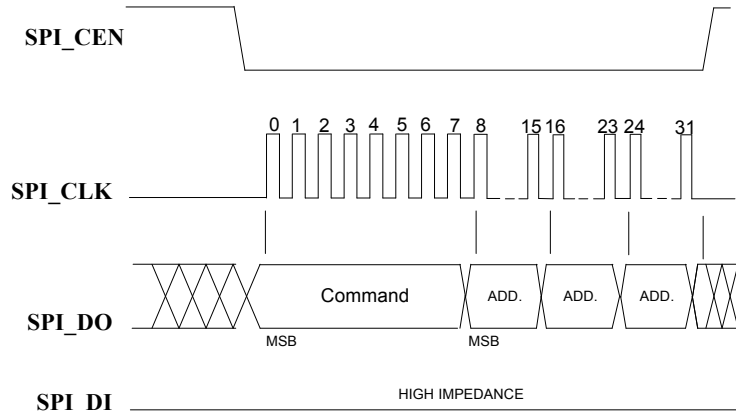 SPI_CEN
0 1 2 3 4 5 6 7 8 15 16 23 24 31
SPI_CLK
Command ADD. ADD. ADD.
SPI_DO
MSB MSB
HIGH IMPEDANCE
SPI_DI